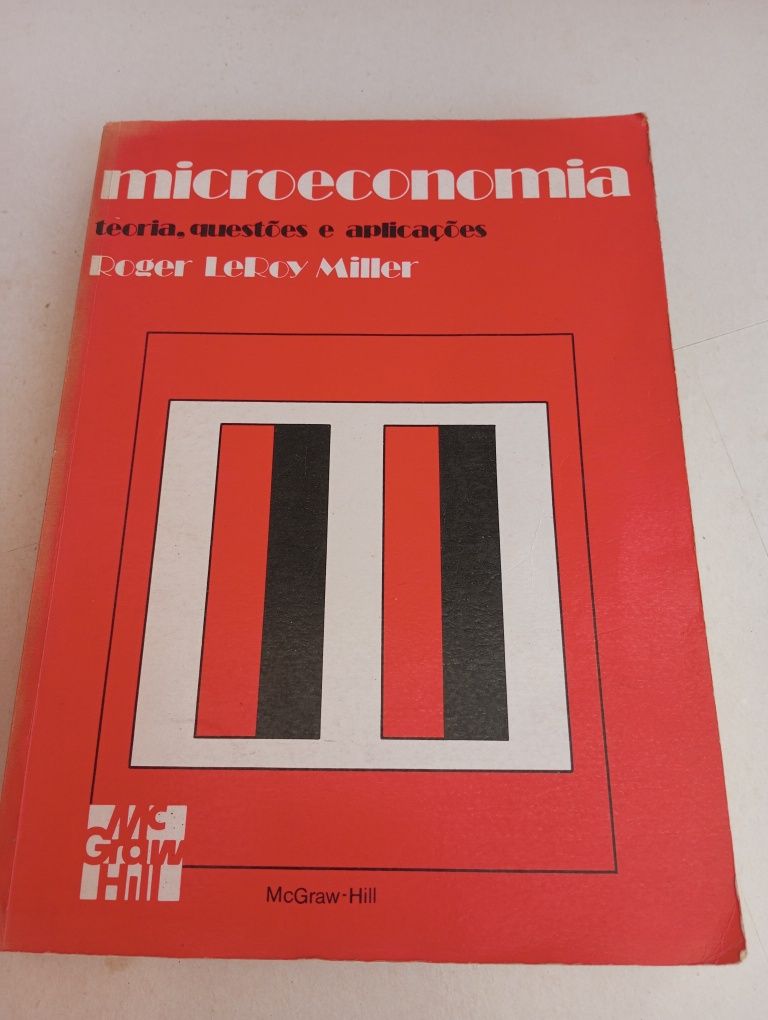 microeconomia
teoria, questões e aplicações
Roger LeRoy Miller
Mc
Graw
Hill
McGraw-Hill